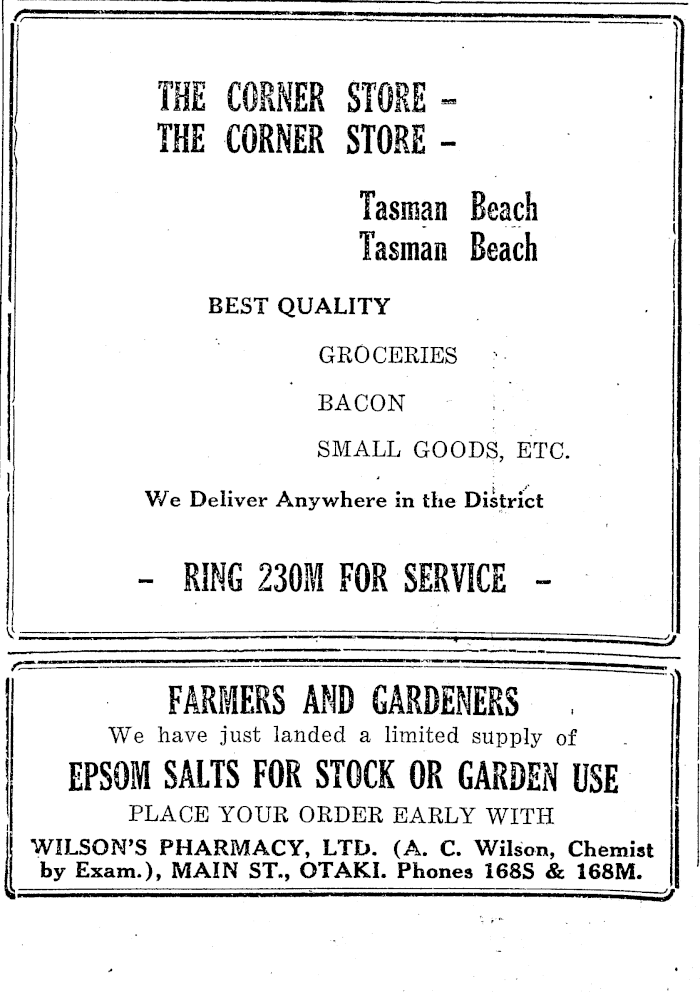 THE CORNER STORE -
THE CORNER STORE -
Tasman Beach
Tasman Beach
BEST QUALITY
GROCERIES
BACON
SMALL GOODS, ETC.
We Deliver Anywhere in the District
- RING 230M FOR SERVICE -
FARMERS AND GARDENERS
We have just landed a limited supply of
EPSOM SALTS FOR STOCK OR GARDEN USE
PLACE YOUR ORDER EARLY WITH
WILSON'S PHARMACY, LTD. (A. C. Wilson, Chemist
by Exam.), MAIN ST., OTAKI. Phones 168S & 168M.